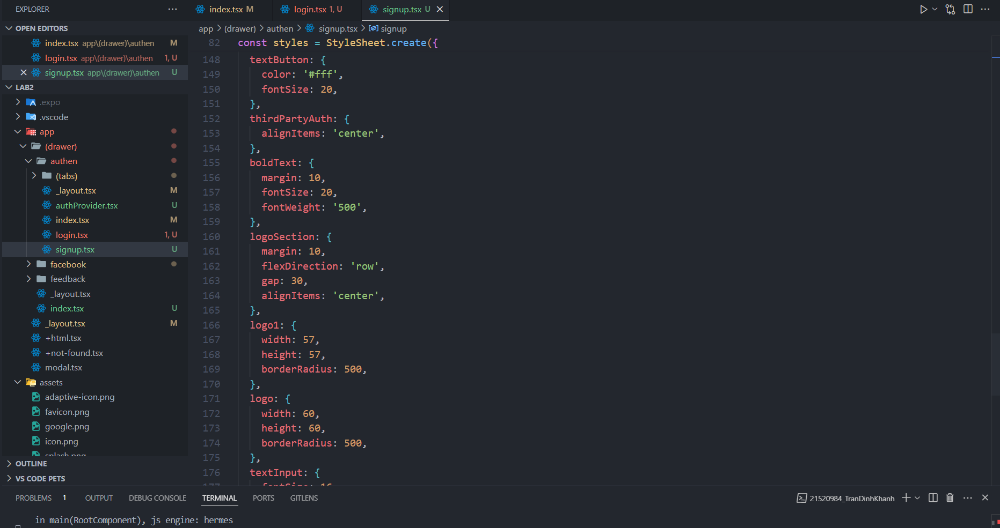 EXPLORER
index.tsx M
login.tsx 1, U
signup.tsx U
OPEN EDITORS
index.tsx app\(drawer)\authen M
login.tsx app\(drawer)\authen 1, U
signup.tsx app\(drawer)\authen U
LAB2
.expo
.vscode
app
(drawer)
authen
(tabs)
_layout.tsx M
authProvider.tsx U
index.tsx M
login.tsx 1, U
signup.tsx U
facebook
feedback
_layout.tsx
index.tsx U
_layout.tsx M
+html.tsx
+not-found.tsx
modal.tsx
assets
adaptive-icon.png
favicon.png
google.png
icon.png
splash.png
OUTLINE
VS CODE PETS
app > (drawer) > authen > signup.tsx > signup
82 const styles = StyleSheet.create({
148 textButton: {
149 color: '#fff',
150 fontSize: 20,
151 },
152 thirdPartyAuth: {
153 alignItems: 'center',
154 },
155 boldText: {
156 margin: 10,
157 fontSize: 20,
158 fontWeight: '500',
159 },
160 logoSection: {
161 margin: 10,
162 flexDirection: 'row',
163 gap: 30,
164 alignItems: 'center',
165 },
166 logo1: {
167 width: 57,
168 height: 57,
169 borderRadius: 500,
170 },
171 logo: {
172 width: 60,
173 height: 60,
174 borderRadius: 500,
175 },
176 textInput: {
177 fontSize: 16
PROBLEMS 1 OUTPUT DEBUG CONSOLE TERMINAL PORTS GITLENS
21520984_TranDinhKhanh
in main(RootComponent), js engine: hermes